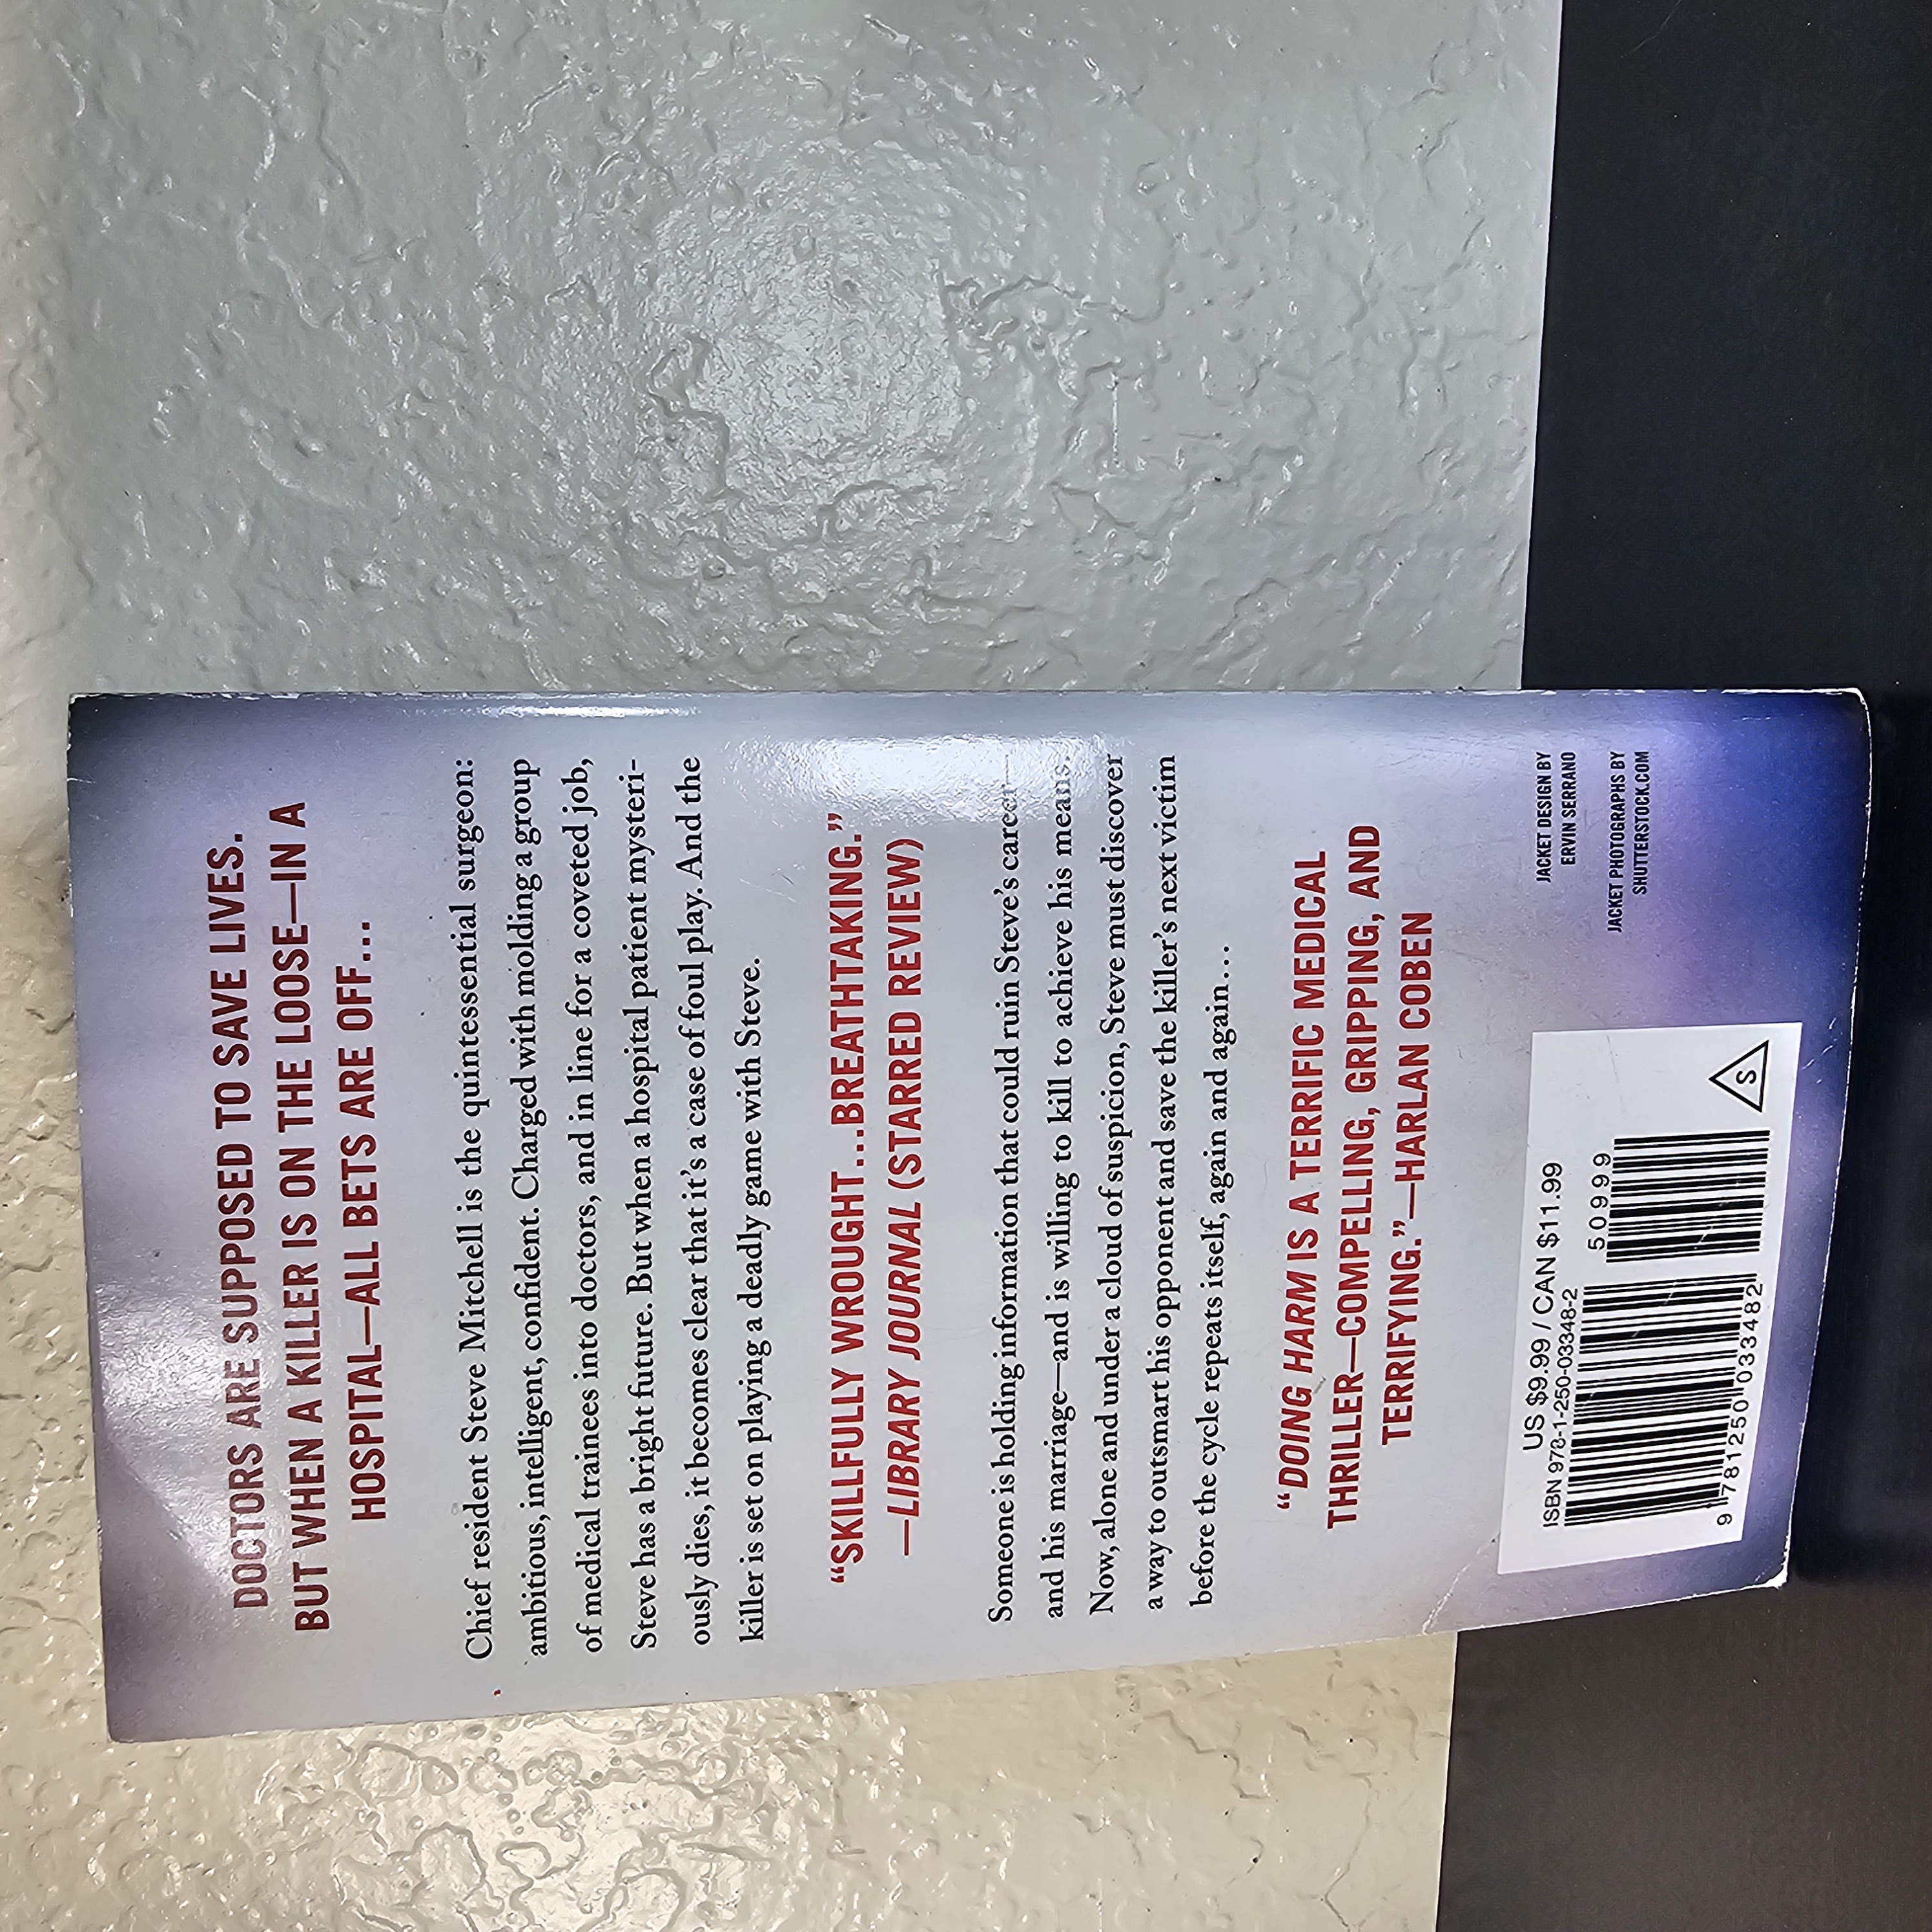 DOCTORS ARE SUPPOSED TO SAVE LIVES.
BUT WHEN A KILLER IS ON THE LOOSE—IN A
HOSPITAL—ALL BETS ARE OFF...
Chief resident Steve Mitchell is the quintessential surgeon:
ambitious, intelligent, confident. Charged with molding a group
of medical trainees into doctors, and in line for a coveted job,
Steve has a bright future. But when a hospital patient mysteri-
ously dies, it becomes clear that it's a case of foul play. And the
killer is set on playing a deadly game with Steve.
“SKILLFULLY WROUGHT...BREATHTAKING.”
—LIBRARY JOURNAL (STARRED REVIEW)
Someone is holding information that could ruin Steve's career—
and his marriage—and is willing to kill to achieve his means.
Now, alone and under a cloud of suspicion, Steve must discover
a way to outsmart his opponent and save the killer's next victim
before the cycle repeats itself, again and again....
“DOING HARM IS A TERRIFIC MEDICAL
THRILLER—COMPELLING, GRIPPING, AND
TERRIFYING.”—HARLAN COBEN
US $9.99 / CAN $11.99
ISBN 978-1-250-03348-2
50999
9 781250 033482
S
JACKET DESIGN BY
ERVIN SERRANO
JACKET PHOTOGRAPHS BY
SHUTTERSTOCK.COM